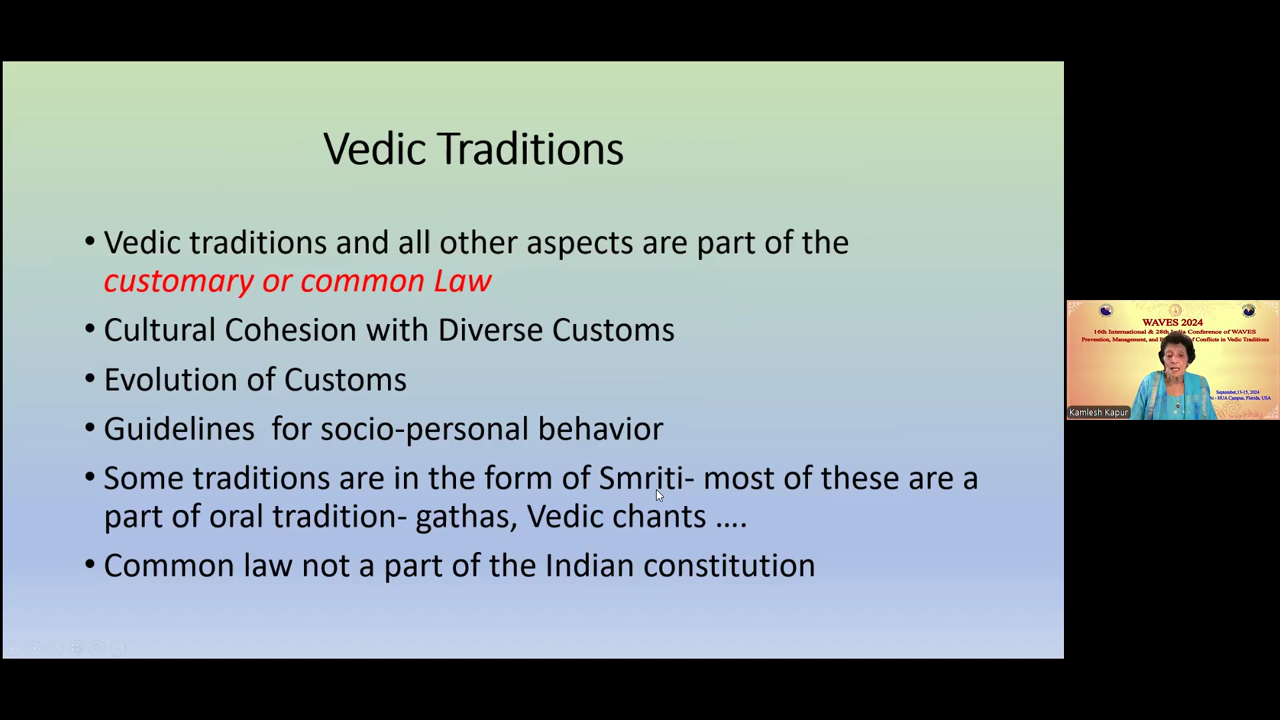 Vedic Traditions
• Vedic traditions and all other aspects are part of the
customary or common Law
• Cultural Cohesion with Diverse Customs
• Evolution of Customs
• Guidelines  for socio-personal behavior
• Some traditions are in the form of Smriti- most of these are a
part of oral tradition- gathas, Vedic chants ....
• Common law not a part of the Indian constitution
WAVES 2024
16th International & 28th India Conference of WAVES
Prevention, Management, and of Conflicts in Vedic Traditions
September,13-15, 2024
HUA Campus, Florida, USA
Kamlesh Kapur